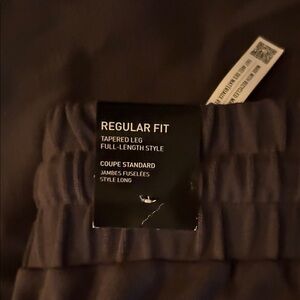 REGULAR FIT
TAPERED LEG
FULL-LENGTH STYLE
COUPE STANDARD
JAMBES FUSELÉES
STYLE LONG